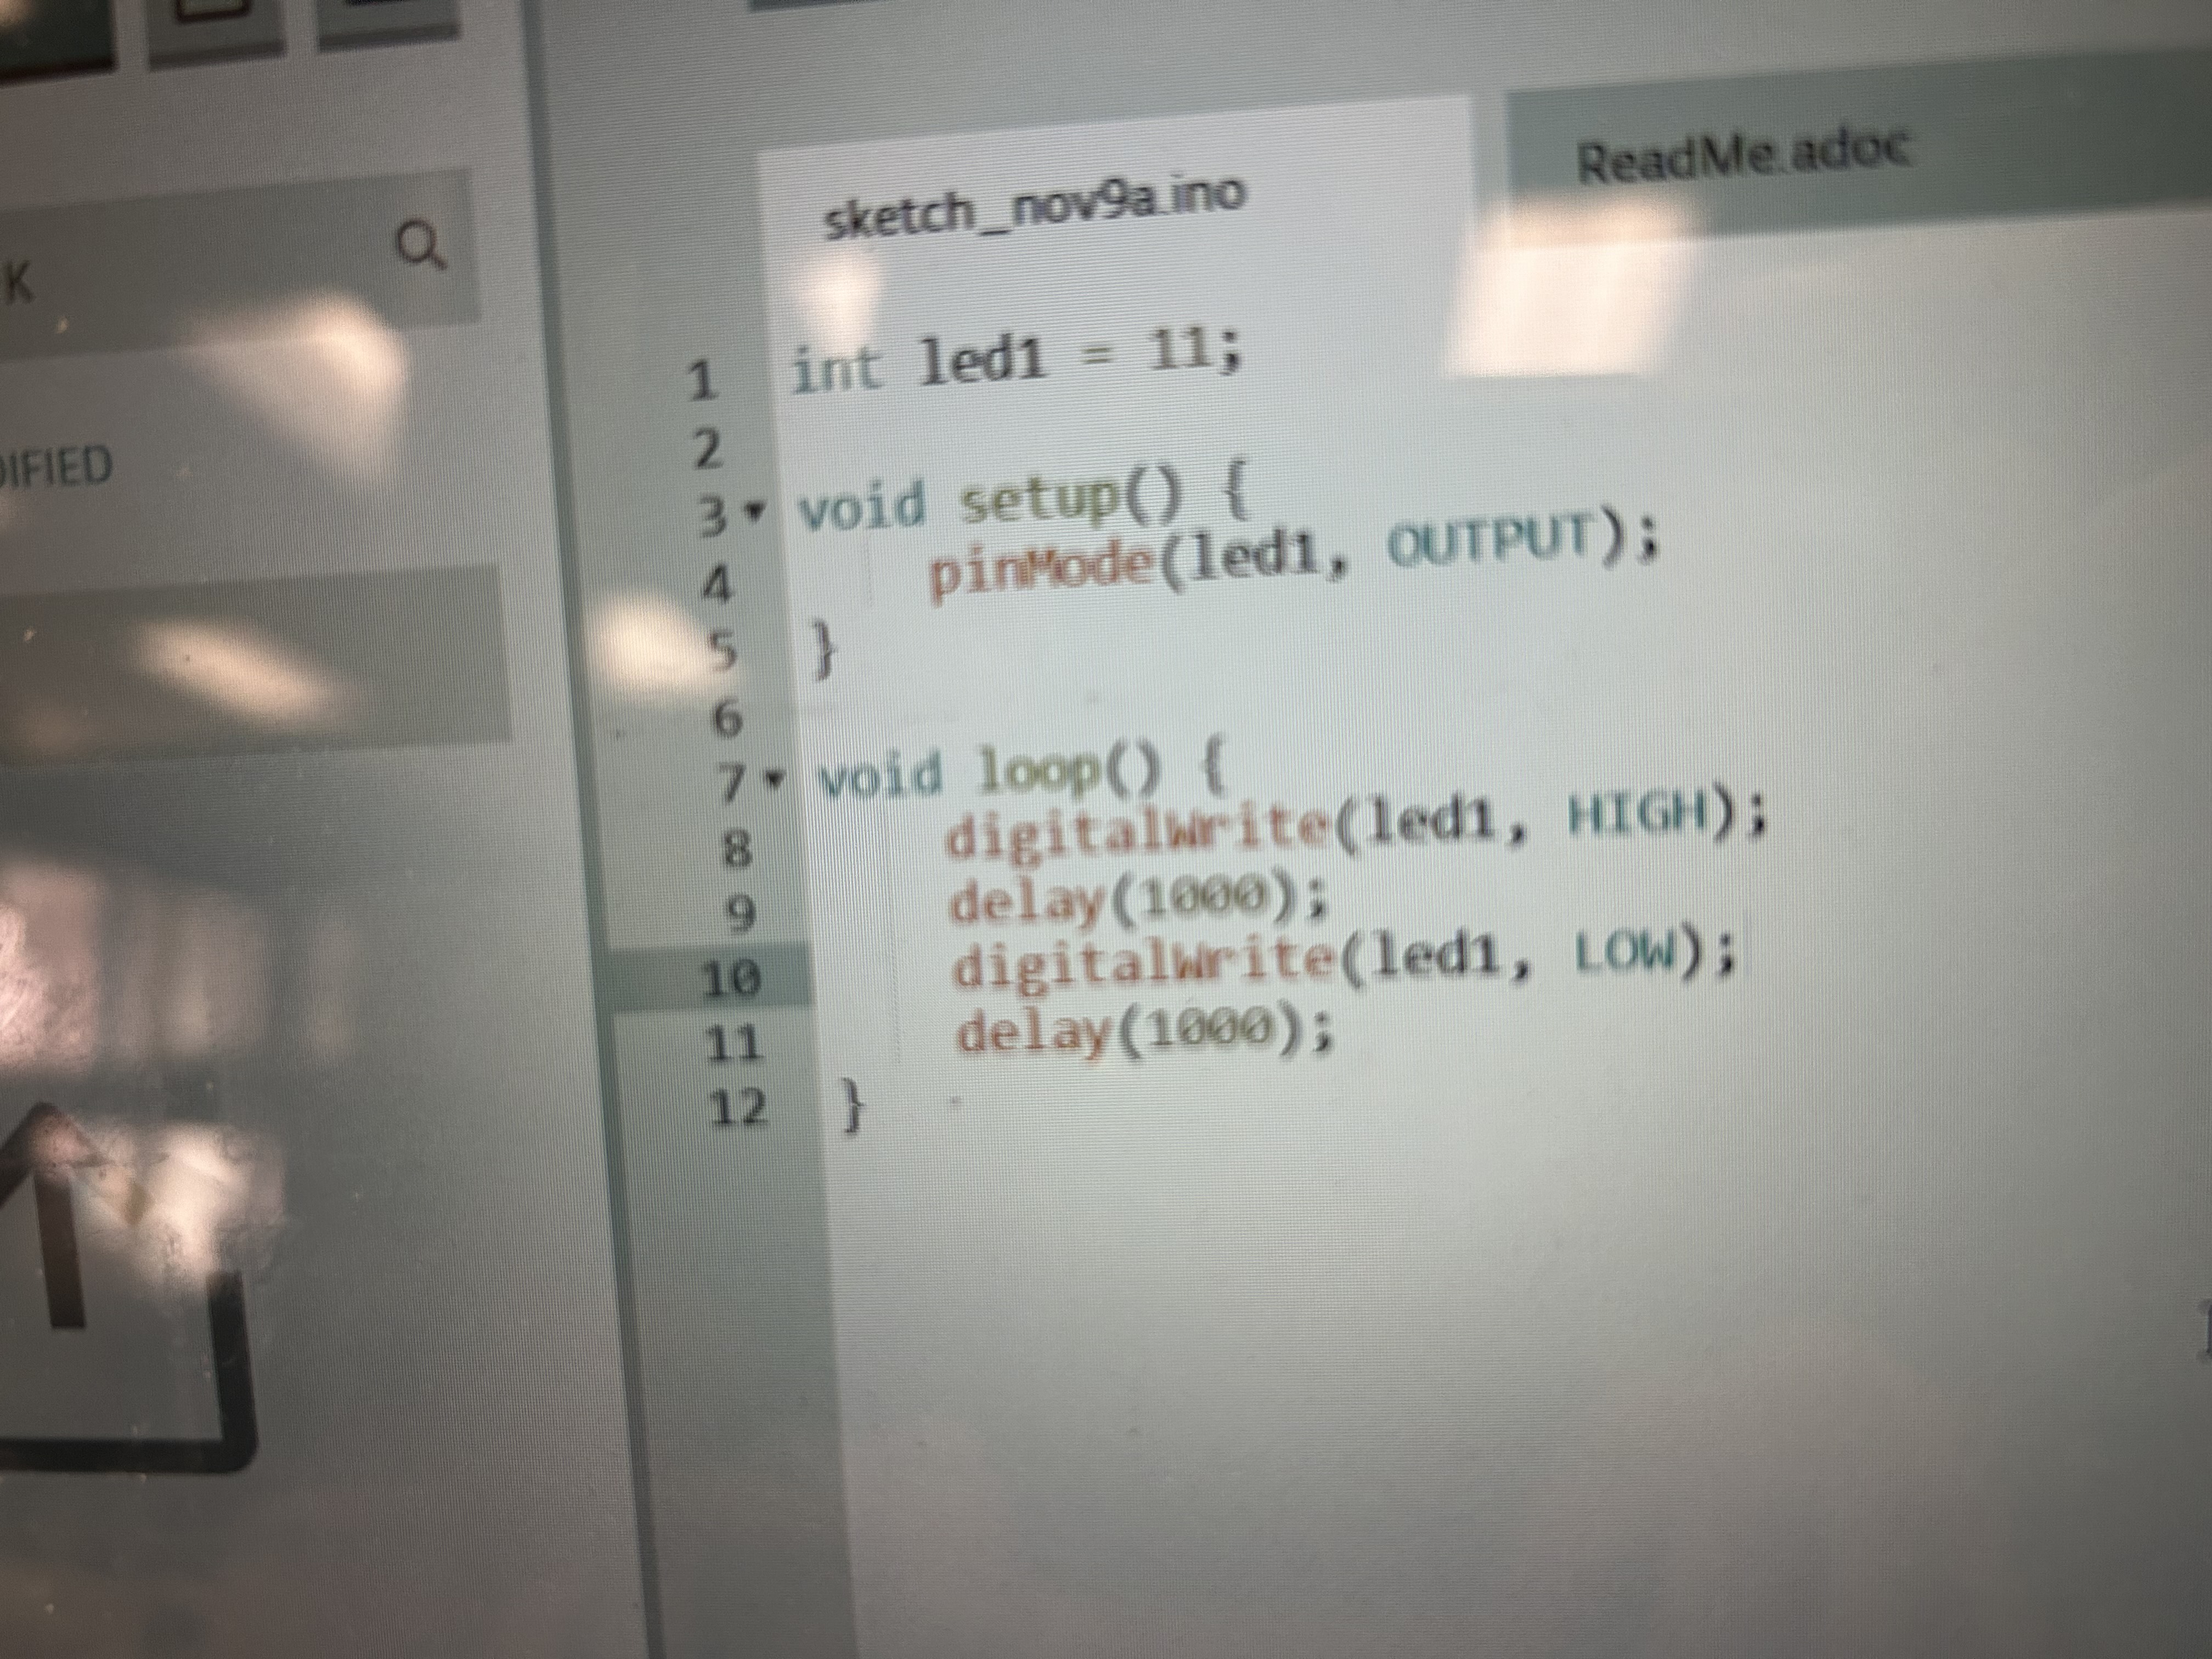 sketch_nov9a.ino
ReadMe.adoc
K
DIFIED
1 int led1 = 11;
2
3 void setup() {
4 pinMode(led1, OUTPUT);
5 }
6
7 void loop() {
8 digitalWrite(led1, HIGH);
9 delay(1000);
10 digitalWrite(led1, LOW);
11 delay(1000);
12 }